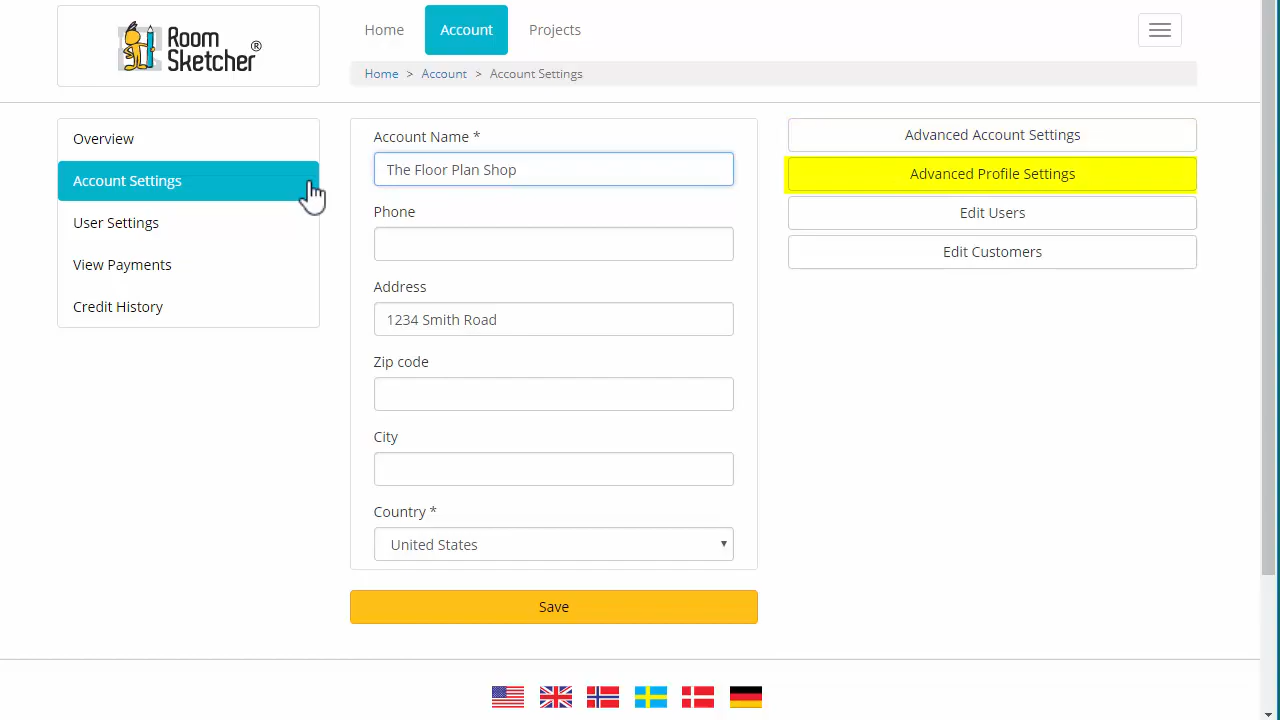 Room
Sketcher®
Home
Account
Projects
Home > Account > Account Settings
Overview
Account Settings
User Settings
View Payments
Credit History
Account Name *
The Floor Plan Shop
Phone
Address
1234 Smith Road
Zip code
City
Country *
United States
Save
Advanced Account Settings
Advanced Profile Settings
Edit Users
Edit Customers